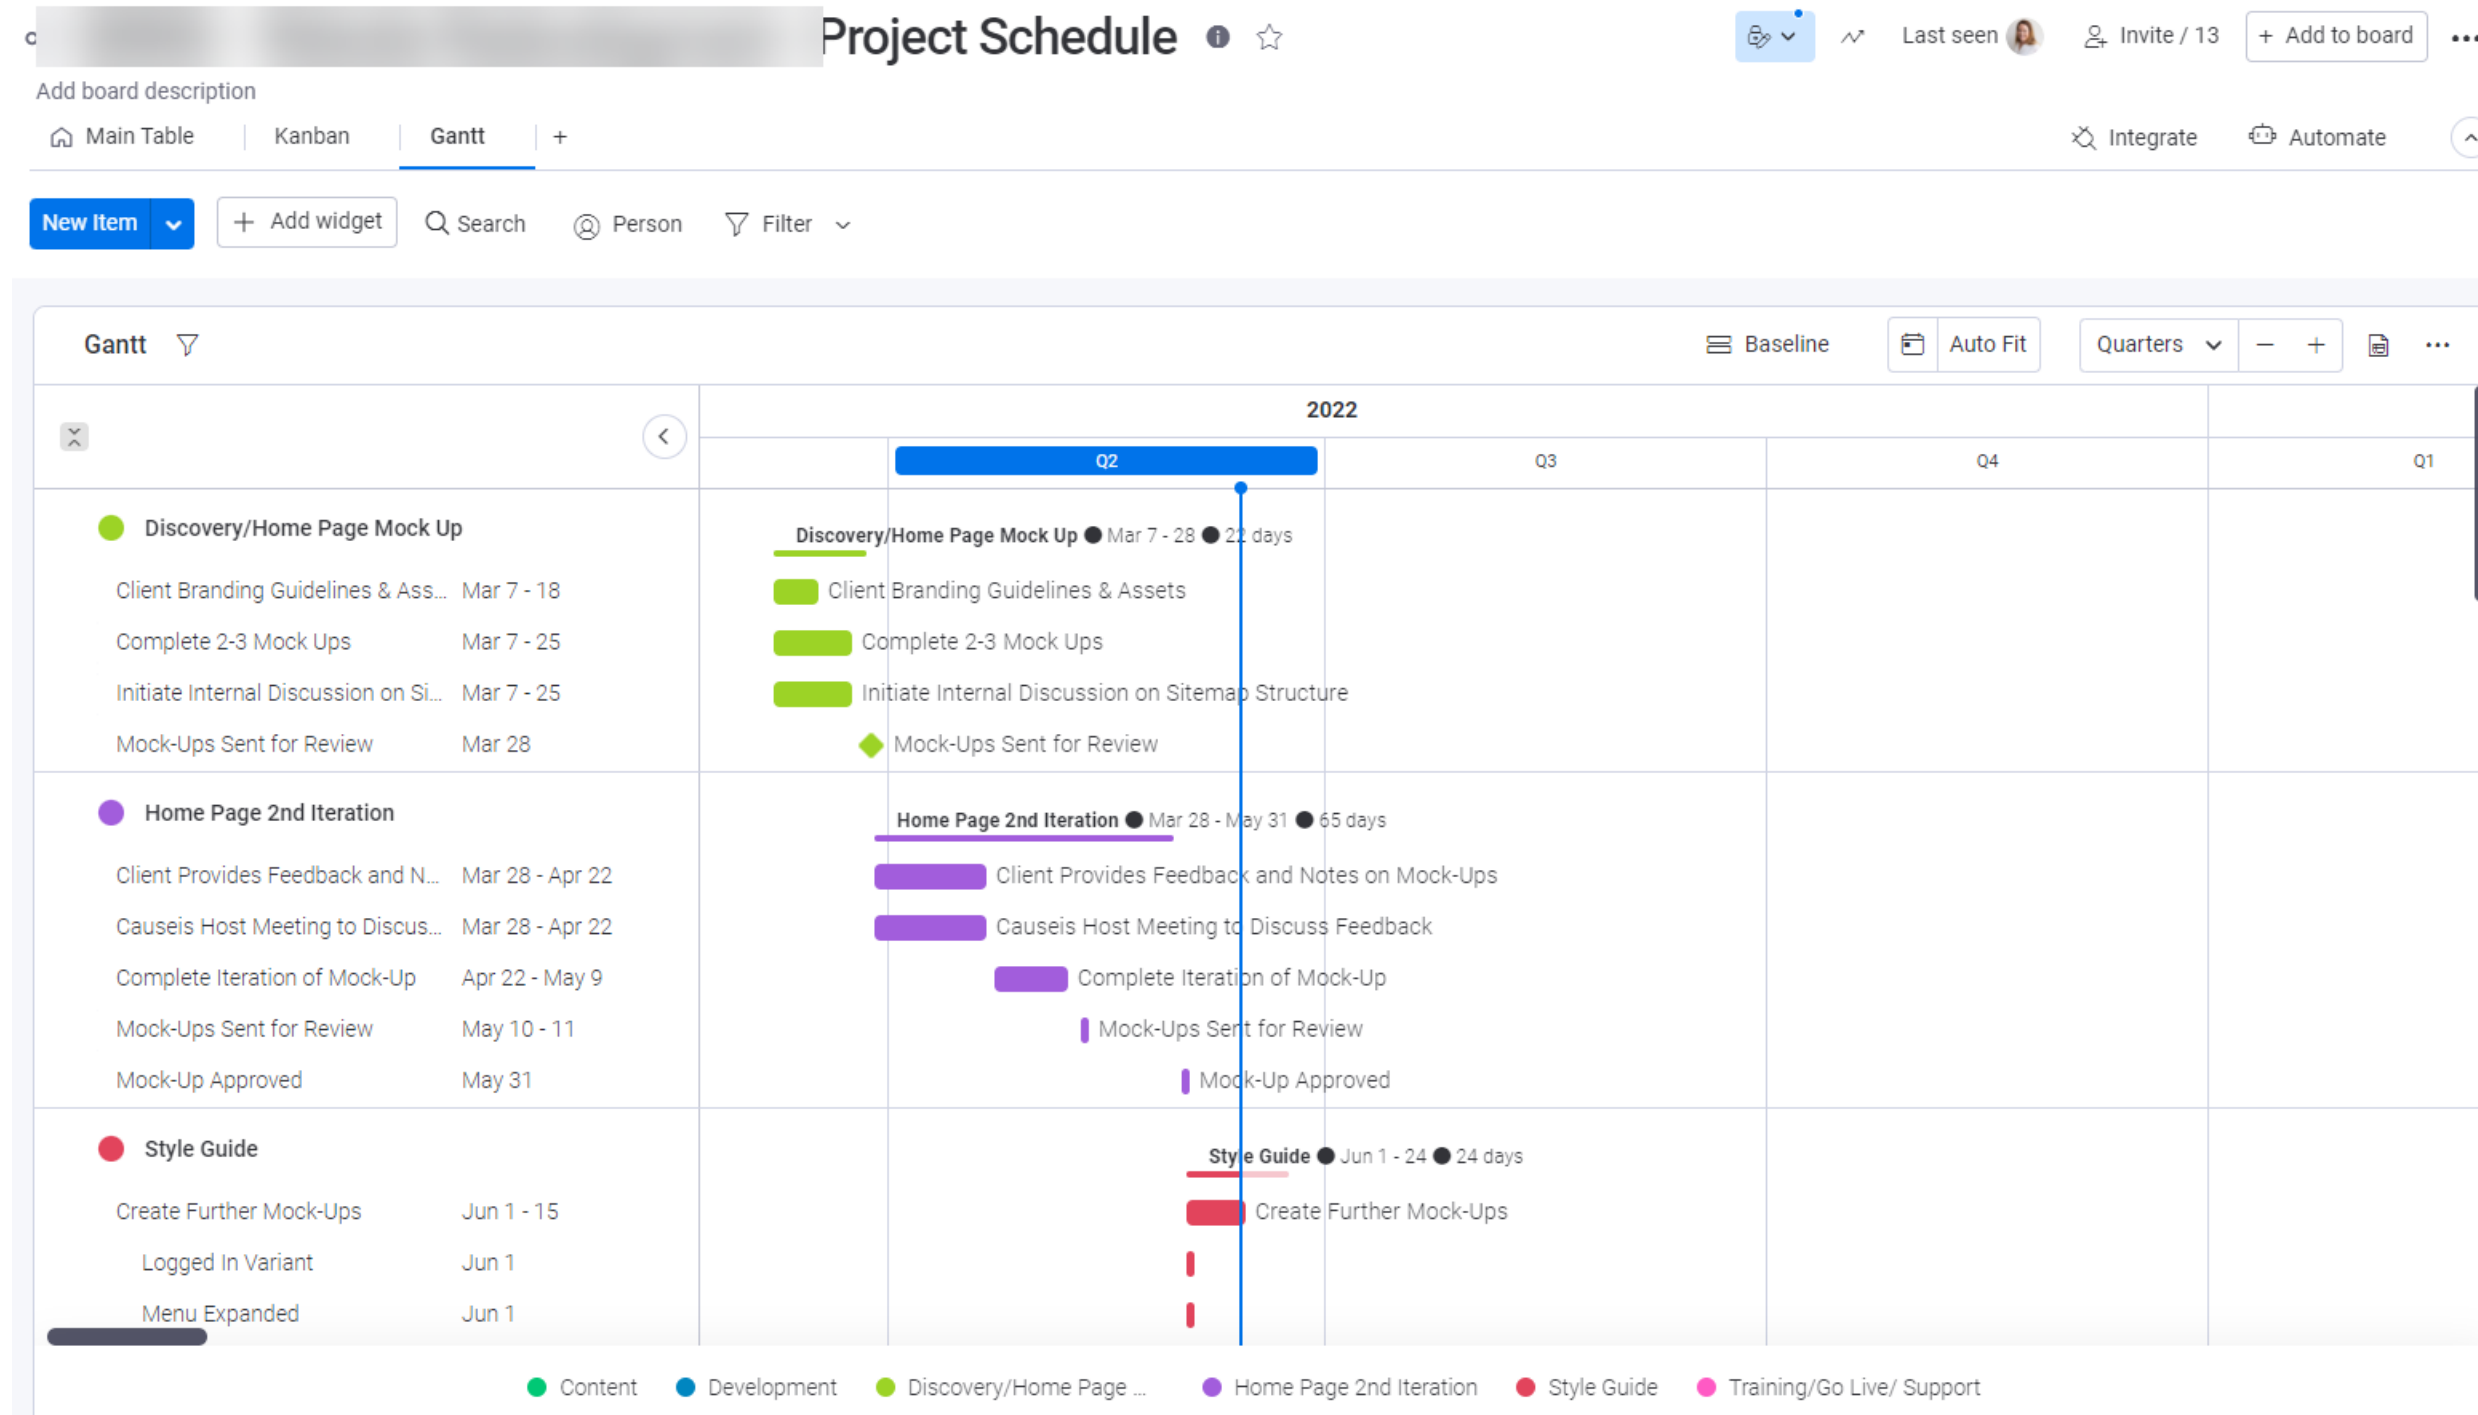 Project Schedule
Last seen
Invite / 13
+ Add to board
Add board description
Main Table
Kanban
Gantt
+
Integrate
Automate
New Item
+ Add widget
Search
Person
Filter
Gantt
Baseline
Auto Fit
Quarters
2022
Q2
Q3
Q4
Q1
Discovery/Home Page Mock Up
Discovery/Home Page Mock Up ● Mar 7 - 28 ● 22 days
Client Branding Guidelines & Ass... Mar 7 - 18
Client Branding Guidelines & Assets
Complete 2-3 Mock Ups Mar 7 - 25
Complete 2-3 Mock Ups
Initiate Internal Discussion on Si... Mar 7 - 25
Initiate Internal Discussion on Sitemap Structure
Mock-Ups Sent for Review Mar 28
Mock-Ups Sent for Review
Home Page 2nd Iteration
Home Page 2nd Iteration ● Mar 28 - May 31 ● 65 days
Client Provides Feedback and N... Mar 28 - Apr 22
Client Provides Feedback and Notes on Mock-Ups
Causeis Host Meeting to Discus... Mar 28 - Apr 22
Causeis Host Meeting to Discuss Feedback
Complete Iteration of Mock-Up Apr 22 - May 9
Complete Iteration of Mock-Up
Mock-Ups Sent for Review May 10 - 11
Mock-Ups Sent for Review
Mock-Up Approved May 31
Mock-Up Approved
Style Guide
Style Guide ● Jun 1 - 24 ● 24 days
Create Further Mock-Ups Jun 1 - 15
Create Further Mock-Ups
Logged In Variant Jun 1
Menu Expanded Jun 1
Content
Development
Discovery/Home Page ...
Home Page 2nd Iteration
Style Guide
Training/Go Live/ Support